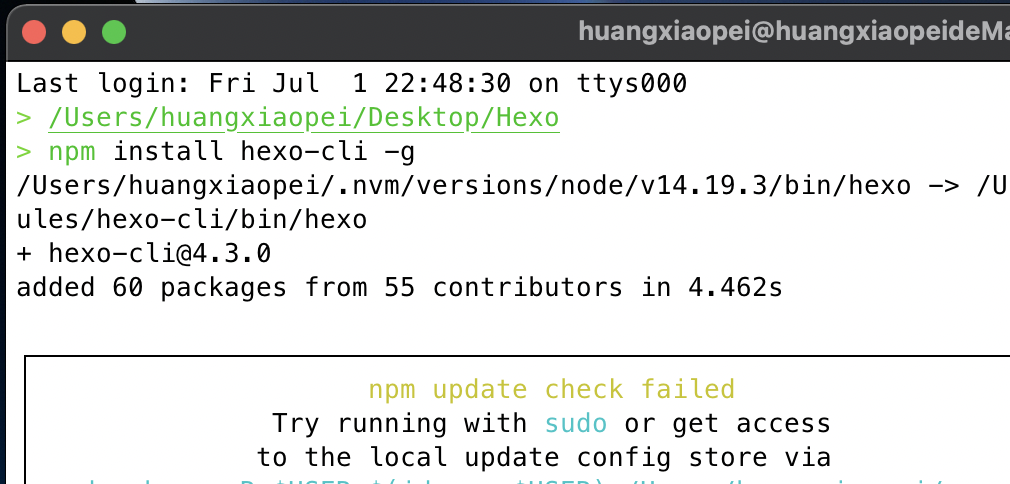 huangxiaopei@huangxiaopeideMa
Last login: Fri Jul  1 22:48:30 on ttys000
> /Users/huangxiaopei/Desktop/Hexo
> npm install hexo-cli -g
/Users/huangxiaopei/.nvm/versions/node/v14.19.3/bin/hexo -> /U
ules/hexo-cli/bin/hexo
+ hexo-cli@4.3.0
added 60 packages from 55 contributors in 4.462s
npm update check failed
Try running with sudo or get access
to the local update config store via